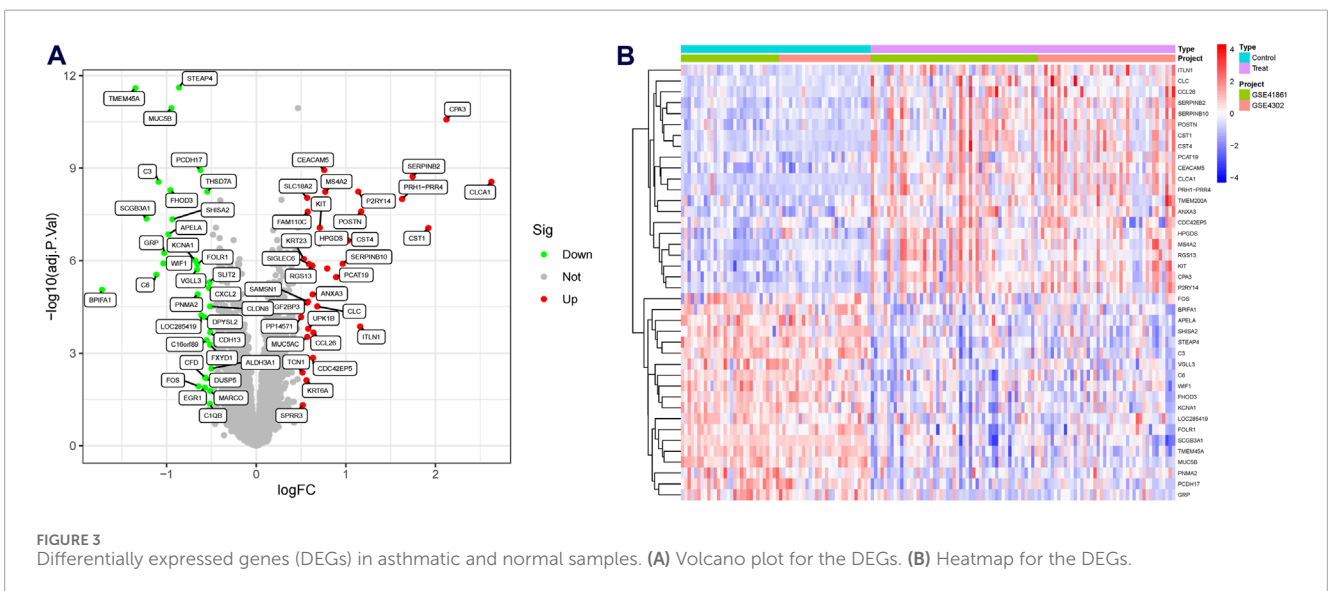 A
12
9
6
3
0
−log10(adj.P.Val)
−1
0
1
2
logFC
STEAP4
TMEM45A
MUC5B
CPA3
PCDH17
CEACAM5
SERPINB2
C3
THSD7A
SLC18A2
MS4A2
PRH1−PRR4
CLCA1
FHOD3
KIT
P2RY14
SCGB3A1
SHISA2
FAM110C
POSTN
APELA
CST1
GRP
KCNA1
KRT23
HPGD8
CST4
FOLR1
SIGLEC6
SERPINB10
WIF1
SLIT2
RGS13
PCAT19
C6
VGLL3
SAMSN1
BPIFA1
CXCL2
ANXA3
PNMA2
CLDN8
GF2BP3
CLC
DPYSL2
PP14571
UPK1B
LOC285419
CDH13
ITLN1
C16orf89
MUC5AC
CCL26
FXYD1
ALDH3A1
TCN1
CFD
CDC42EP5
FOS
DUSP5
EGR1
MARCO
KRT6A
C1QB
SPRR3
Sig
Down
Not
Up
B
Type
Project
ITLN1
CLC
CCL26
SERPINB2
SERPINB10
POSTN
CST1
CST4
PCAT19
CEACAM5
CLCA1
PRH1−PRR4
TMEM200A
ANXA3
CDC42EP5
HPGDS
MS4A2
RGS13
KIT
CPA3
P2RY14
FOS
BPIFA1
APELA
SHISA2
STEAP4
C3
VGLL3
C6
WIF1
FHOD3
KCNA1
LOC285419
FOLR1
SCGB3A1
TMEM45A
MUC5B
PNMA2
PCDH17
GRP
4
2
0
−2
−4
Type
Control
Treat
Project
GSE41861
GSE4302
FIGURE 3
Differentially expressed genes (DEGs) in asthmatic and normal samples. (A) Volcano plot for the DEGs. (B) Heatmap for the DEGs.